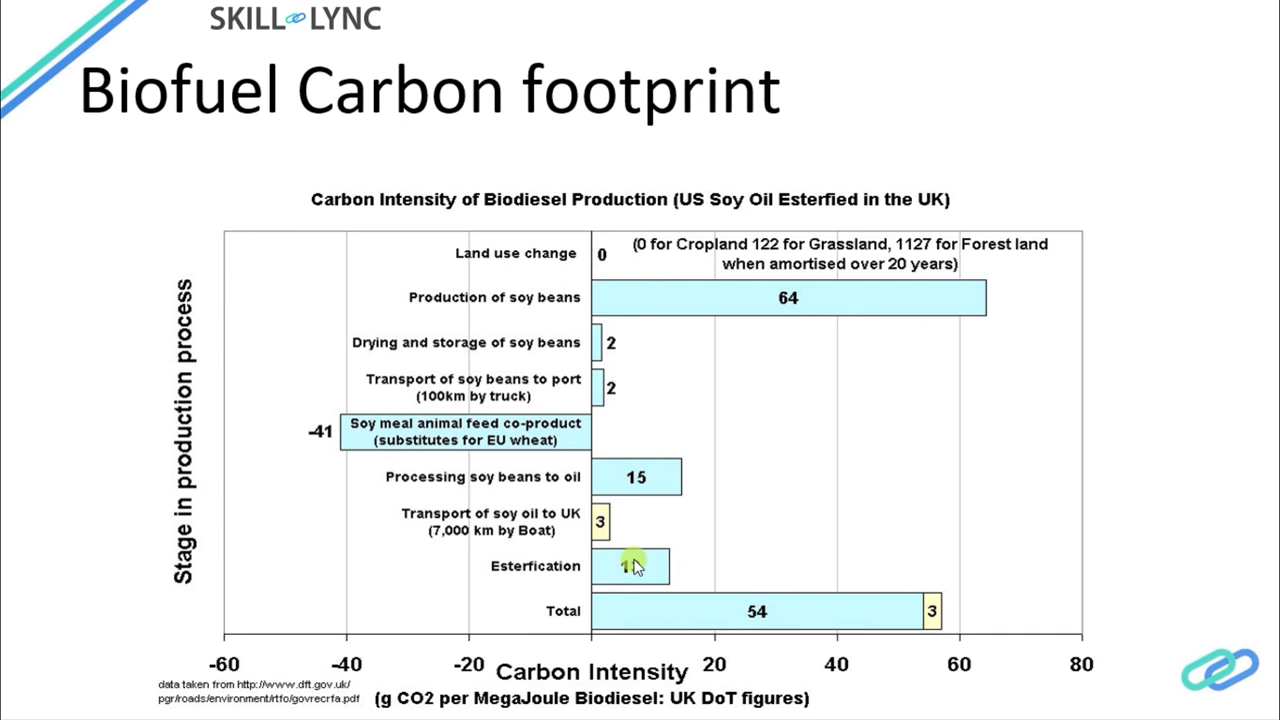 SKILL LYNC
Biofuel Carbon footprint
Carbon Intensity of Biodiesel Production (US Soy Oil Esterfied in the UK)
Stage in production process
Land use change
0
(0 for Cropland 122 for Grassland, 1127 for Forest land
when amortised over 20 years)
Production of soy beans
64
Drying and storage of soy beans
2
Transport of soy beans to port
(100km by truck)
2
-41
Soy meal animal feed co-product
(substitutes for EU wheat)
Processing soy beans to oil
15
Transport of soy oil to UK
(7,000 km by Boat)
3
Esterfication
Total
54
3
-60
-40
-20
20
40
60
80
Carbon Intensity
(g CO2 per MegaJoule Biodiesel: UK DoT figures)
data taken from http://www.dft.gov.uk/
pgr/roads/environment/rtfo/govrecrfa.pdf